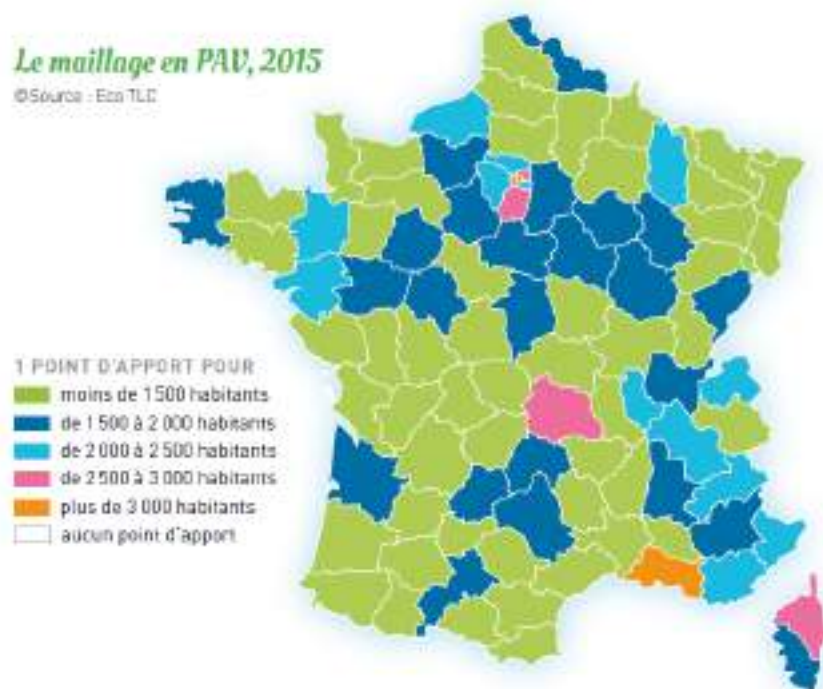 Le maillage en PAV, 2015
©Source : Eco TLC
1 POINT D'APPORT POUR
moins de 1 500 habitants
de 1 500 à 2 000 habitants
de 2 000 à 2 500 habitants
de 2 500 à 3 000 habitants
plus de 3 000 habitants
aucun point d'apport